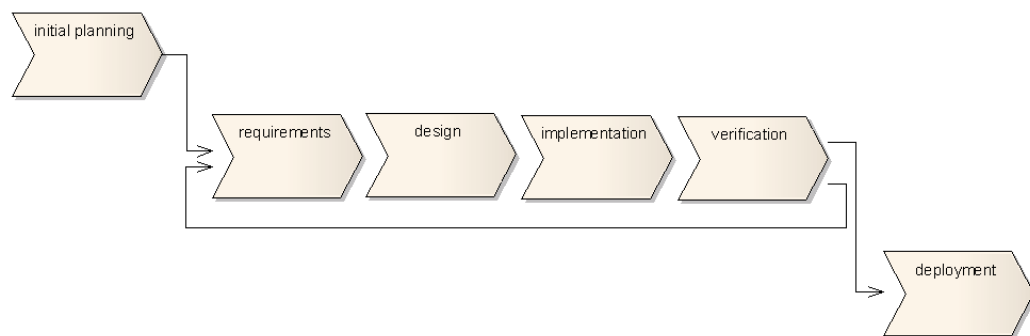 initial planning
requirements
design
implementation
verification
deployment